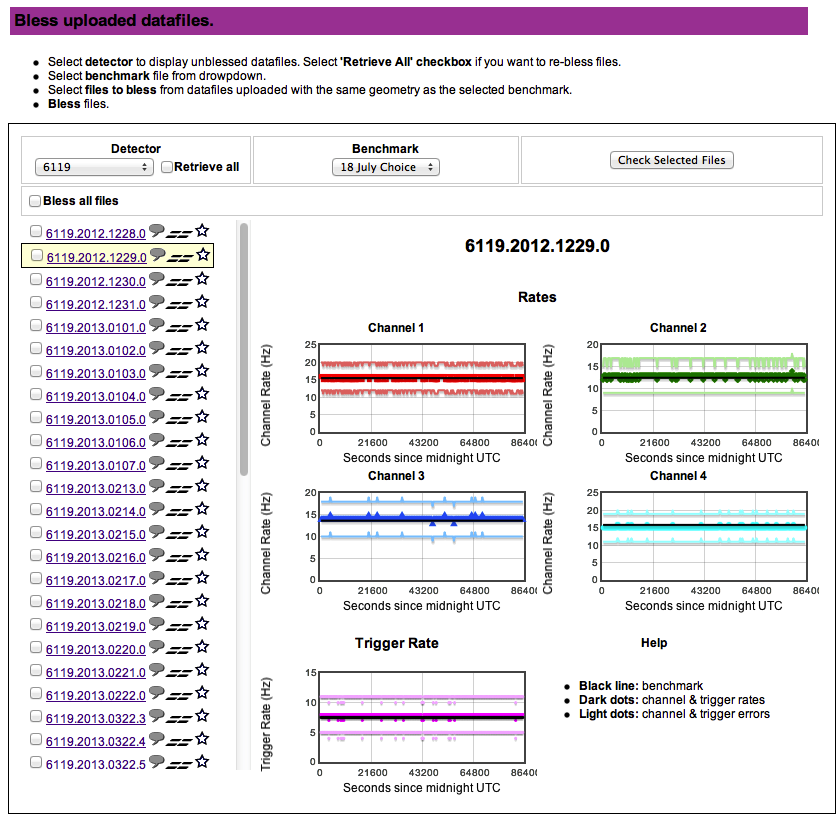 Bless uploaded datafiles.
Select detector to display unblessed datafiles. Select 'Retrieve All' checkbox if you want to re-bless files.
Select benchmark file from drowpdown.
Select files to bless from datafiles uploaded with the same geometry as the selected benchmark.
Bless files.
Detector
6119
Retrieve all
Benchmark
18 July Choice
Check Selected Files
Bless all files
6119.2012.1228.0
6119.2012.1229.0
6119.2012.1230.0
6119.2012.1231.0
6119.2013.0101.0
6119.2013.0102.0
6119.2013.0103.0
6119.2013.0104.0
6119.2013.0105.0
6119.2013.0106.0
6119.2013.0107.0
6119.2013.0213.0
6119.2013.0214.0
6119.2013.0215.0
6119.2013.0216.0
6119.2013.0217.0
6119.2013.0218.0
6119.2013.0219.0
6119.2013.0220.0
6119.2013.0221.0
6119.2013.0222.0
6119.2013.0322.3
6119.2013.0322.4
6119.2013.0322.5
6119.2012.1229.0
Rates
Channel 1
Channel Rate (Hz)
25
20
15
10
5
0
0 21600 43200 64800 8640
Seconds since midnight UTC
Channel 2
Channel Rate (Hz)
20
15
10
5
0
0 21600 43200 64800 8640
Seconds since midnight UTC
Channel 3
Channel Rate (Hz)
20
15
10
5
0
0 21600 43200 64800 8640
Seconds since midnight UTC
Channel 4
Channel Rate (Hz)
25
20
15
10
5
0
0 21600 43200 64800 8640
Seconds since midnight UTC
Trigger Rate
Trigger Rate (Hz)
15
10
5
0
0 21600 43200 64800 8640
Seconds since midnight UTC
Help
Black line: benchmark
Dark dots: channel & trigger rates
Light dots: channel & trigger errors